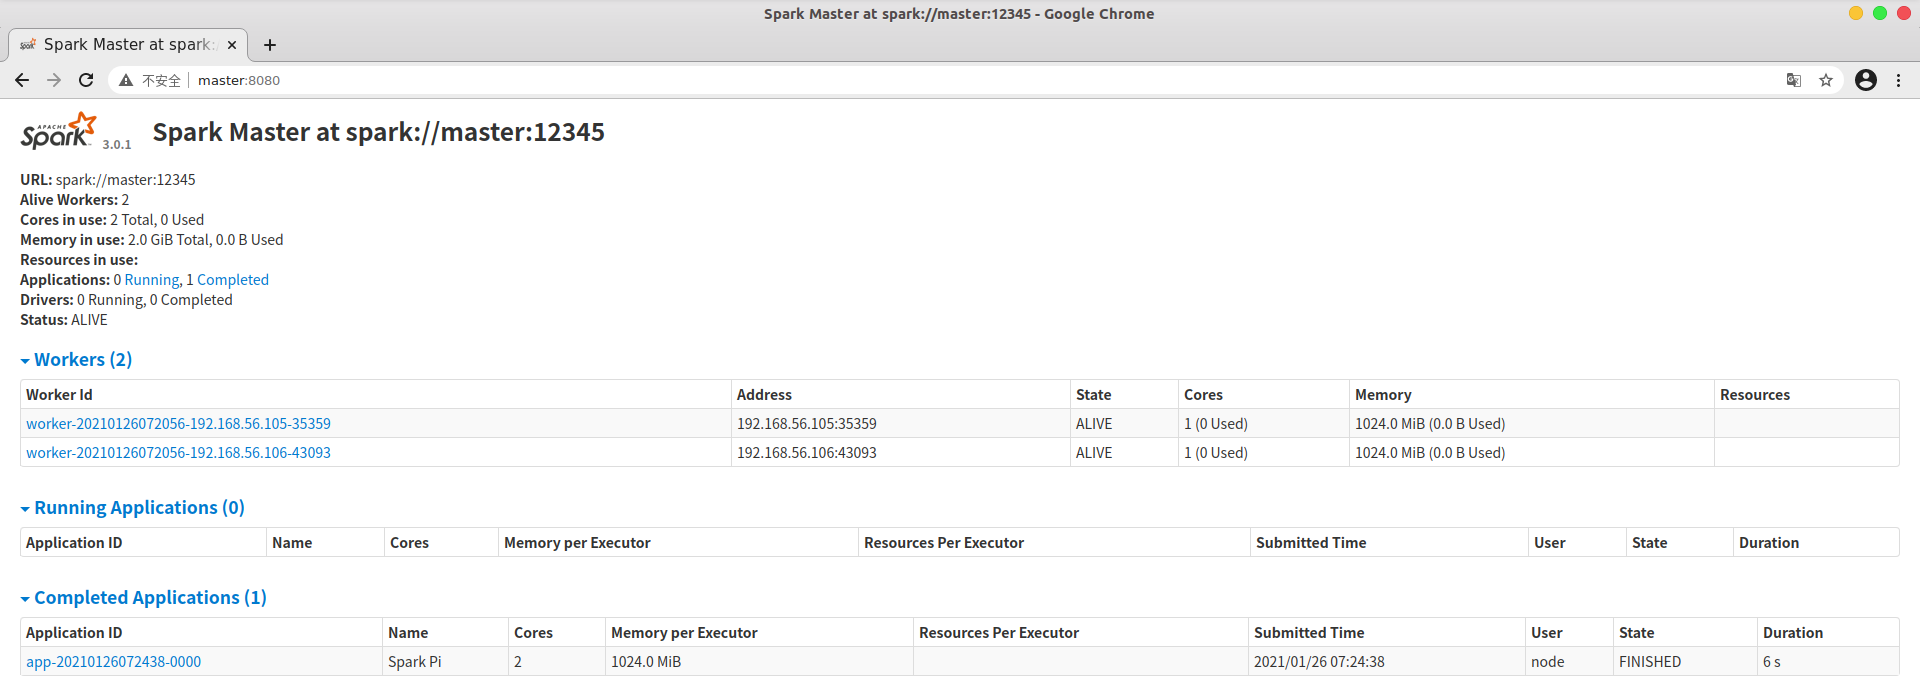 Spark Master at spark://master:12345 - Google Chrome
Spark Master at spark:
不安全 master:8080
APACHE Spark 3.0.1 Spark Master at spark://master:12345
URL: spark://master:12345
Alive Workers: 2
Cores in use: 2 Total, 0 Used
Memory in use: 2.0 GiB Total, 0.0 B Used
Resources in use:
Applications: 0 Running, 1 Completed
Drivers: 0 Running, 0 Completed
Status: ALIVE
Workers (2)
Worker Id Address State Cores Memory Resources
worker-20210126072056-192.168.56.105-35359 192.168.56.105:35359 ALIVE 1 (0 Used) 1024.0 MiB (0.0 B Used)
worker-20210126072056-192.168.56.106-43093 192.168.56.106:43093 ALIVE 1 (0 Used) 1024.0 MiB (0.0 B Used)
Running Applications (0)
Application ID Name Cores Memory per Executor Resources Per Executor Submitted Time User State Duration
Completed Applications (1)
Application ID Name Cores Memory per Executor Resources Per Executor Submitted Time User State Duration
app-20210126072438-0000 Spark Pi 2 1024.0 MiB 2021/01/26 07:24:38 node FINISHED 6 s